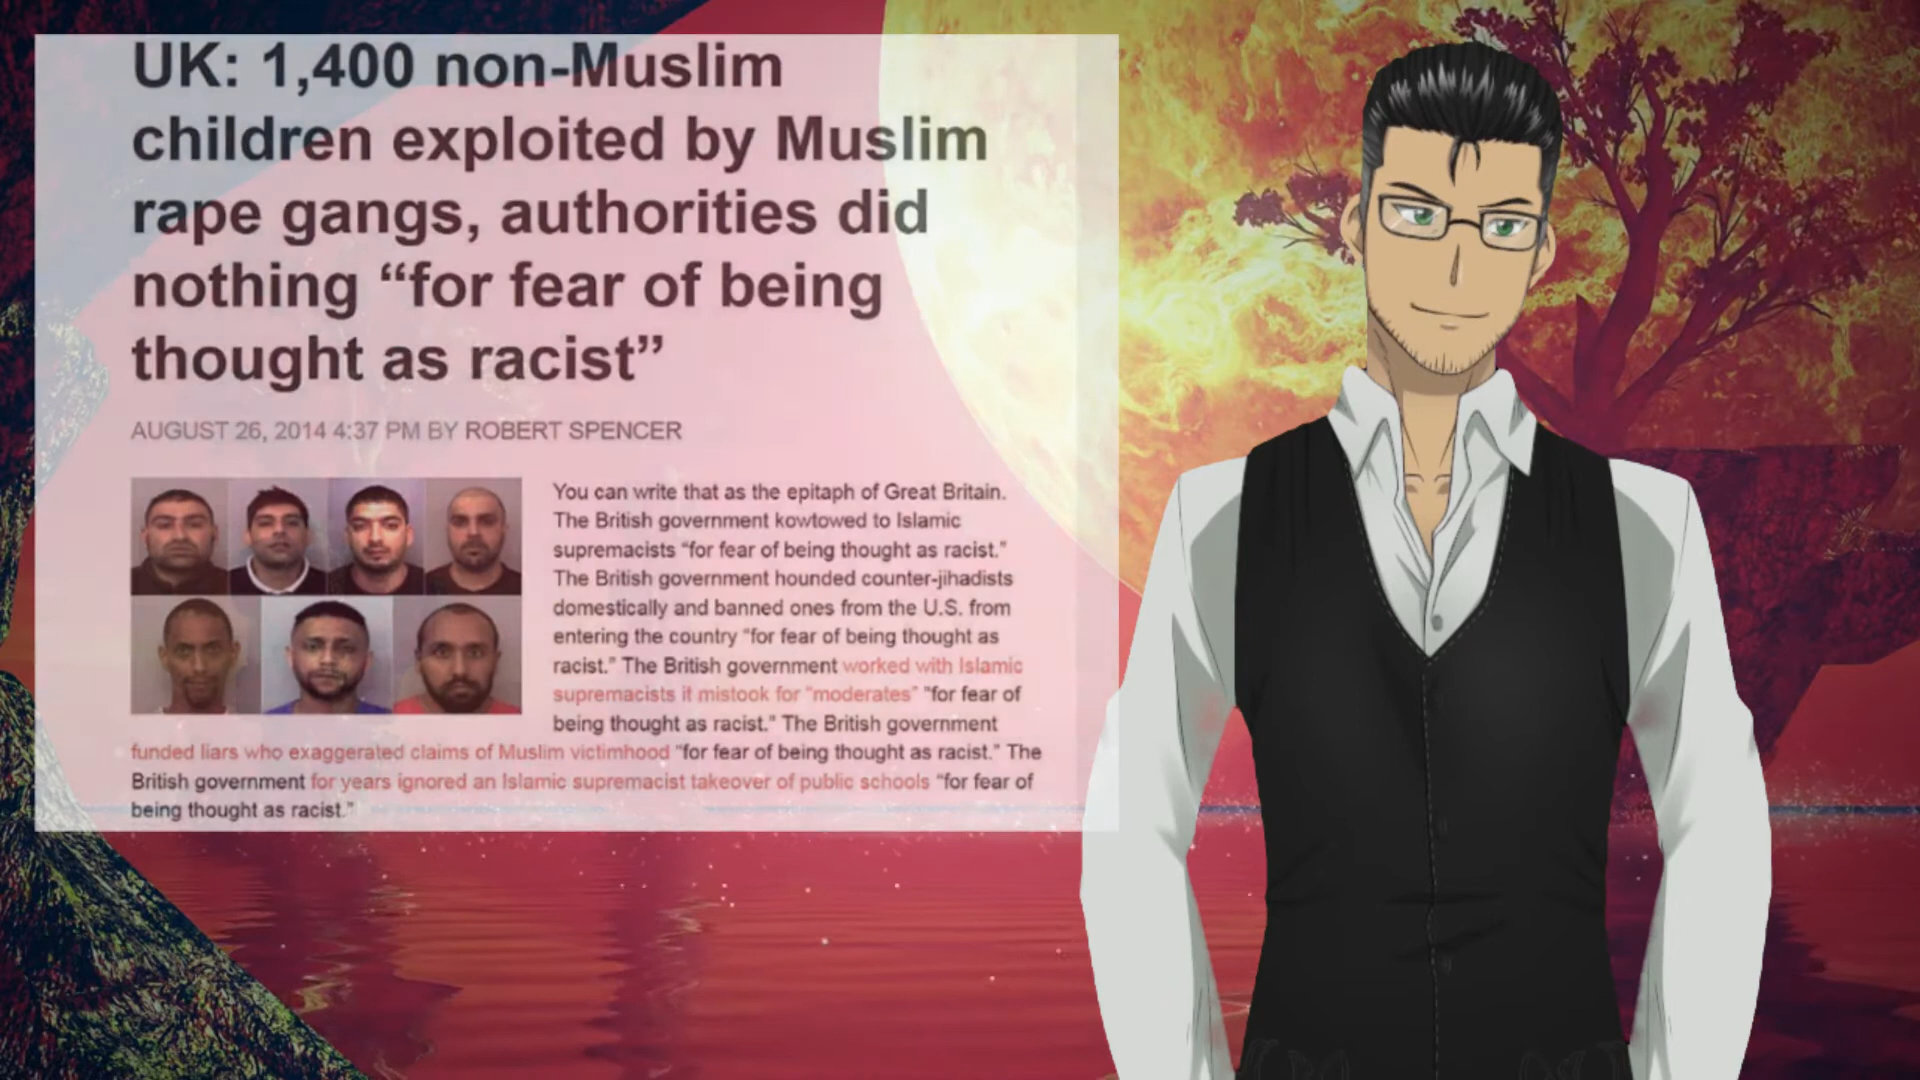 UK: 1,400 non-Muslim
children exploited by Muslim
rape gangs, authorities did
nothing “for fear of being
thought as racist”
AUGUST 26, 2014 4:37 PM BY ROBERT SPENCER
You can write that as the epitaph of Great Britain.
The British government kowtowed to Islamic
supremacists “for fear of being thought as racist.”
The British government hounded counter-jihadists
domestically and banned ones from the U.S. from
entering the country “for fear of being thought as
racist.” The British government worked with Islamic
supremacists it mistook for “moderates” “for fear of
being thought as racist.” The British government
funded liars who exaggerated claims of Muslim victimhood “for fear of being thought as racist.” The
British government for years ignored an Islamic supremacist takeover of public schools “for fear of
being thought as racist.”